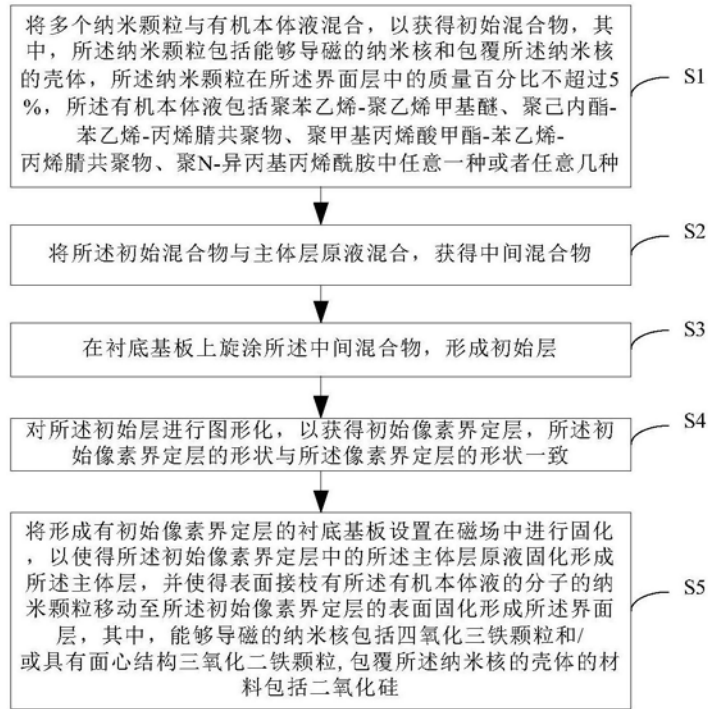 将多个纳米颗粒与有机本体液混合，以获得初始混合物，其
中，所述纳米颗粒包括能够导磁的纳米核和包覆所述纳米核
的壳体，所述纳米颗粒在所述界面层中的质量百分比不超过5
%，所述有机本体液包括聚苯乙烯-聚乙烯甲基醚、聚己内酯-
苯乙烯-丙烯腈共聚物、聚甲基丙烯酸甲酯-苯乙烯-
丙烯腈共聚物、聚N-异丙基丙烯酰胺中任意一种或者任意几种
S1
将所述初始混合物与主体层原液混合，获得中间混合物
S2
在衬底基板上旋涂所述中间混合物，形成初始层
S3
对所述初始层进行图形化，以获得初始像素界定层，所述初
始像素界定层的形状与所述像素界定层的形状一致
S4
将形成有初始像素界定层的衬底基板设置在磁场中进行固化
，以使得所述初始像素界定层中的所述主体层原液固化形成
所述主体层，并使得表面接枝有所述有机本体液的分子的纳
米颗粒移动至所述初始像素界定层的表面固化形成所述界面
层，其中，能够导磁的纳米核包括四氧化三铁颗粒和/
或具有面心结构三氧化二铁颗粒,包覆所述纳米核的壳体的材
料包括二氧化硅
S5